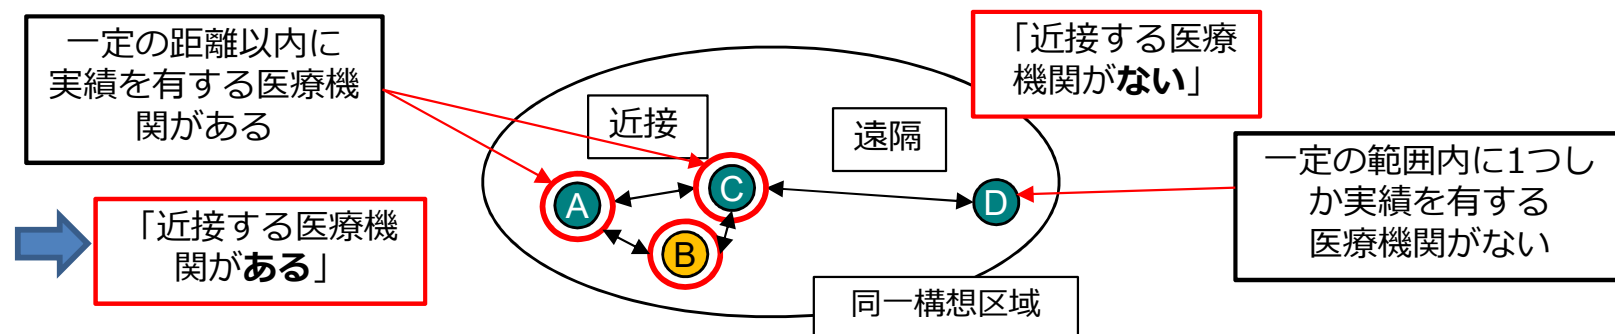 一定の距離以内に
実績を有する医療機
関がある
「近接する医療機
関がある」
近接
遠隔
A
C
B
D
同一構想区域
「近接する医療
機関がない」
一定の範囲内に1つし
か実績を有する
医療機関がない